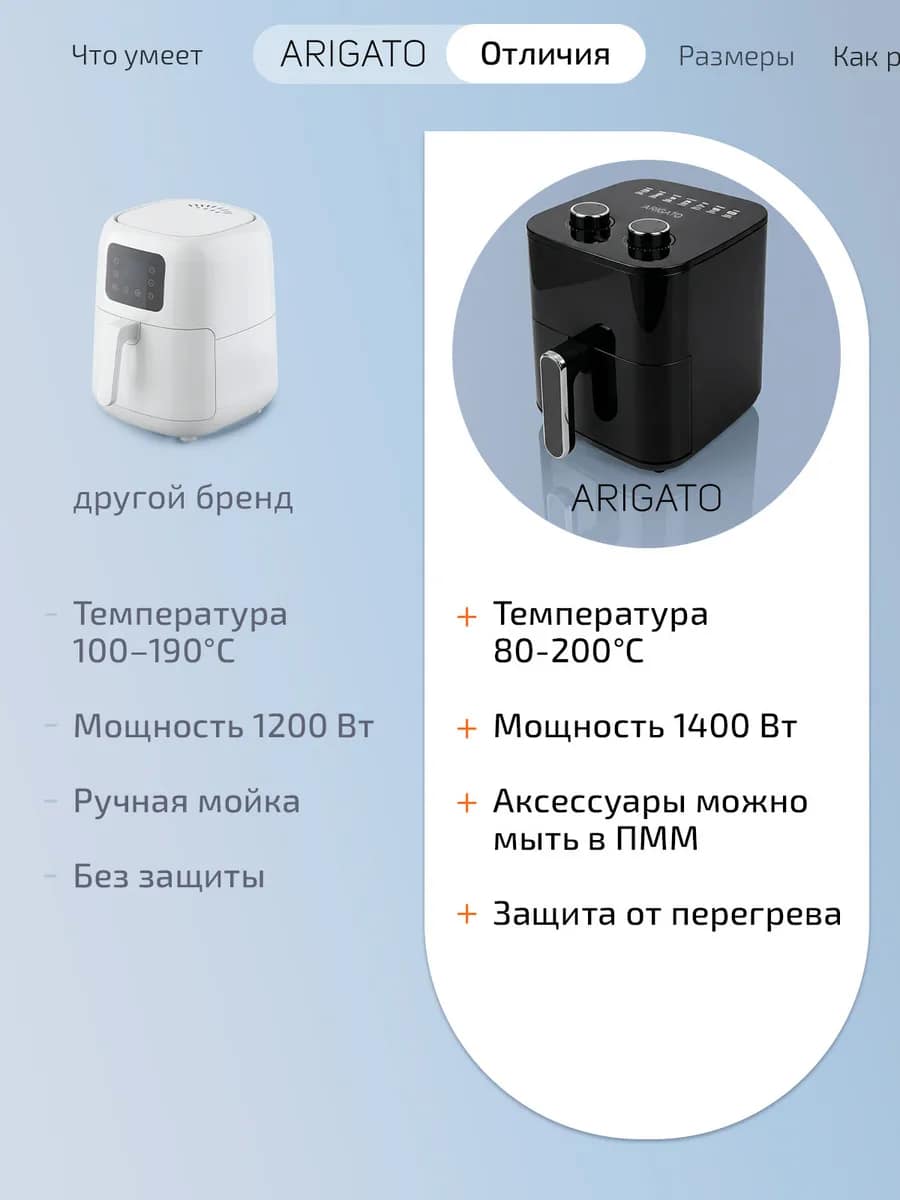 Что умеет
ARIGATO
Отличия
Размеры
Как р
ARIGATO
другой бренд
ARIGATO
Температура
100–190°C
Мощность 1200 Вт
Ручная мойка
Без защиты
Температура
80-200°C
Мощность 1400 Вт
Аксессуары можно
мыть в ПММ
Защита от перегрева